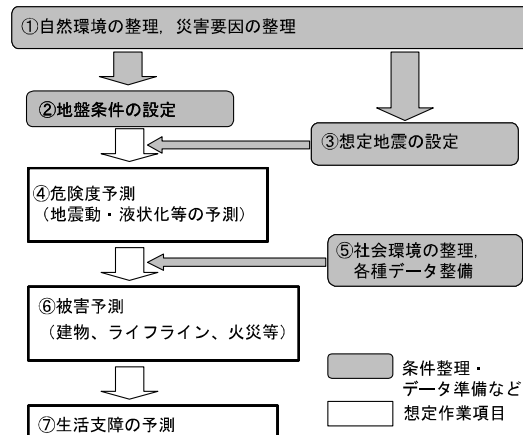 ①自然環境の整理，災害要因の整理
②地盤条件の設定
③想定地震の設定
④危険度予測
（地震動・液状化等の予測）
⑤社会環境の整理，
各種データ整備
⑥被害予測
（建物、ライフライン、火災等）
条件整理・
データ準備など
想定作業項目
⑦生活支障の予測